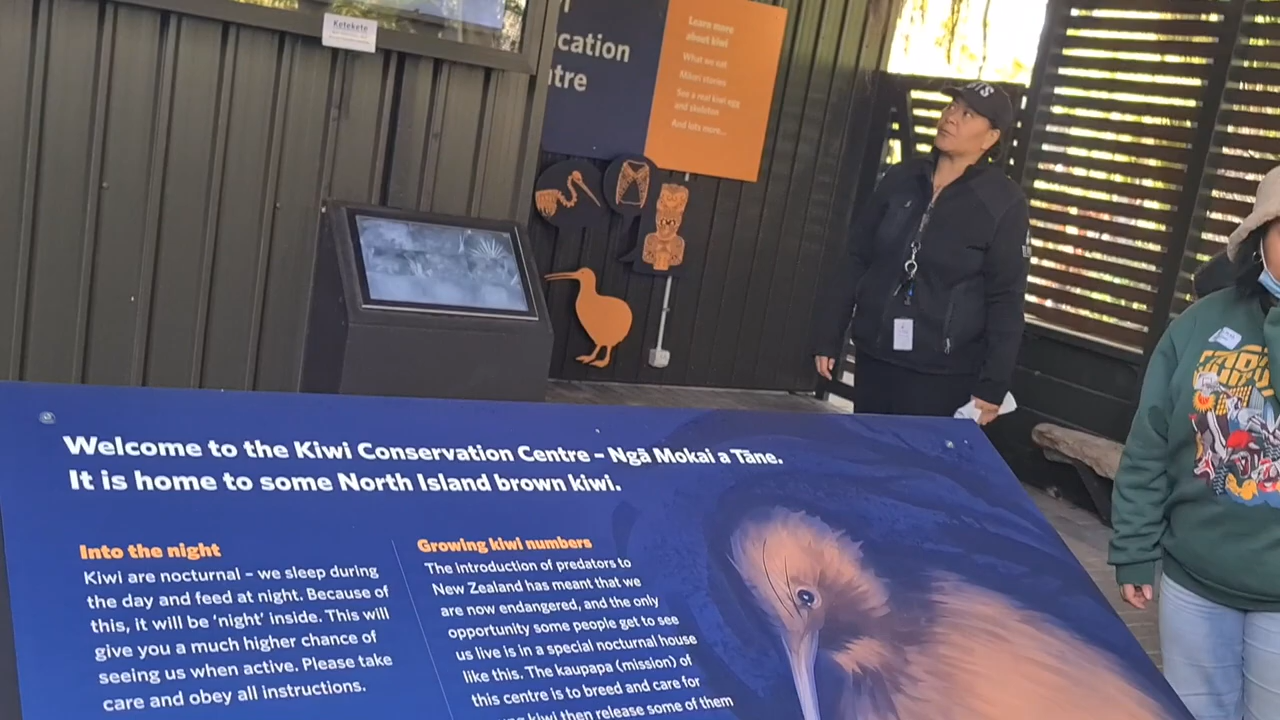 Ketekete
cation
tre
Learn more
about kiwi
What we eat
Māori stories
See a real kiwi egg
and skeleton
And lots more...
Welcome to the Kiwi Conservation Centre – Ngā Mokai a Tāne.
It is home to some North Island brown kiwi.
Into the night
Kiwi are nocturnal – we sleep during
the day and feed at night. Because of
this, it will be ‘night’ inside. This will
give you a much higher chance of
seeing us when active. Please take
care and obey all instructions.
Growing kiwi numbers
The introduction of predators to
New Zealand has meant that we
are now endangered, and the only
opportunity some people get to see
us live is in a special nocturnal house
like this. The kaupapa (mission) of
this centre is to breed and care for
kiwi then release some of them